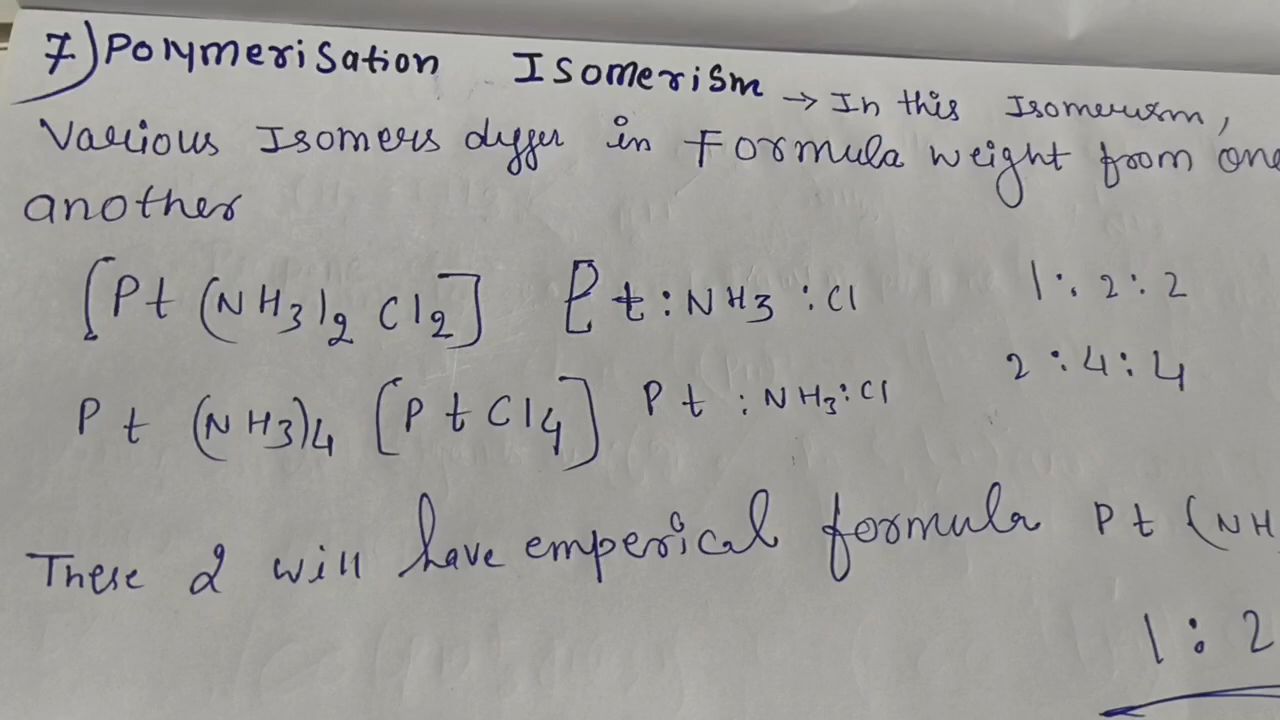 7) Polymerisation Isomerism → In this Isomerism,
Various Isomers differ in Formula weight from one
another
[Pt (NH3)2 Cl2] Pt : NH3 : Cl 1 : 2 : 2
Pt (NH3)4 [Pt Cl4] Pt : NH3 : Cl 2 : 4 : 4
These 2 will have emperical formula Pt (NH
1 : 2